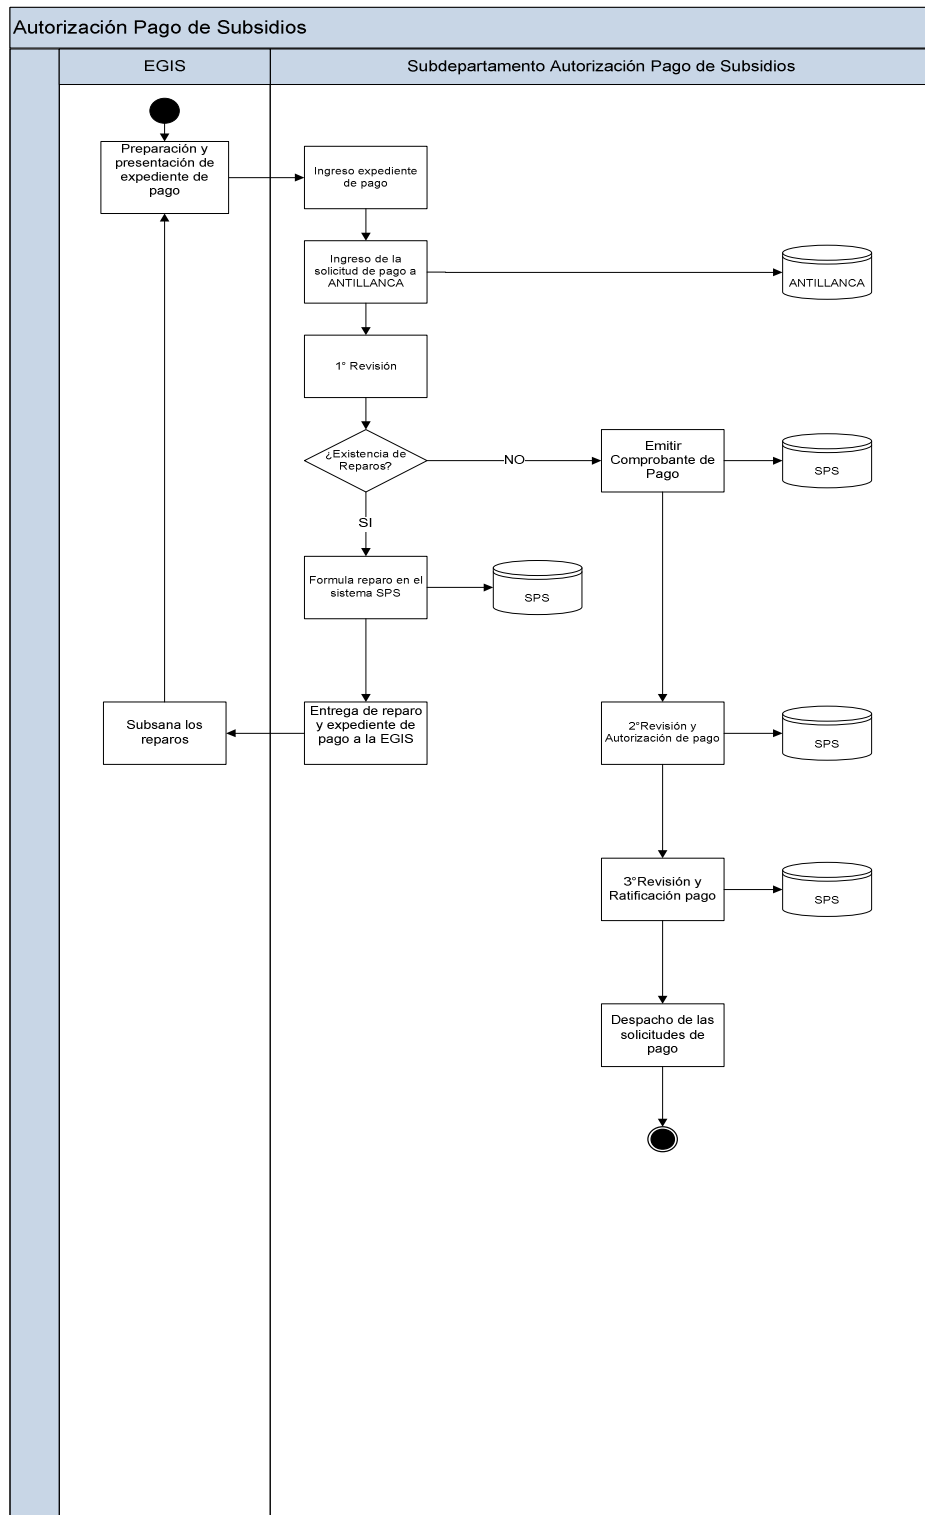 Autorización Pago de Subsidios
EGIS
Subdepartamento Autorización Pago de Subsidios
Preparación y
presentación de
expediente de
pago
Ingreso expediente
de pago
Ingreso de la
solicitud de pago a
ANTILLANCA
ANTILLANCA
1° Revisión
¿Existencia de
Reparos?
NO
Emitir
Comprobante de
Pago
SPS
SI
Formula reparo en el
sistema SPS
SPS
Subsana los
reparos
Entrega de reparo
y expediente de
pago a la EGIS
2°Revisión y
Autorización de pago
SPS
3°Revisión y
Ratificación pago
SPS
Despacho de las
solicitudes de
pago